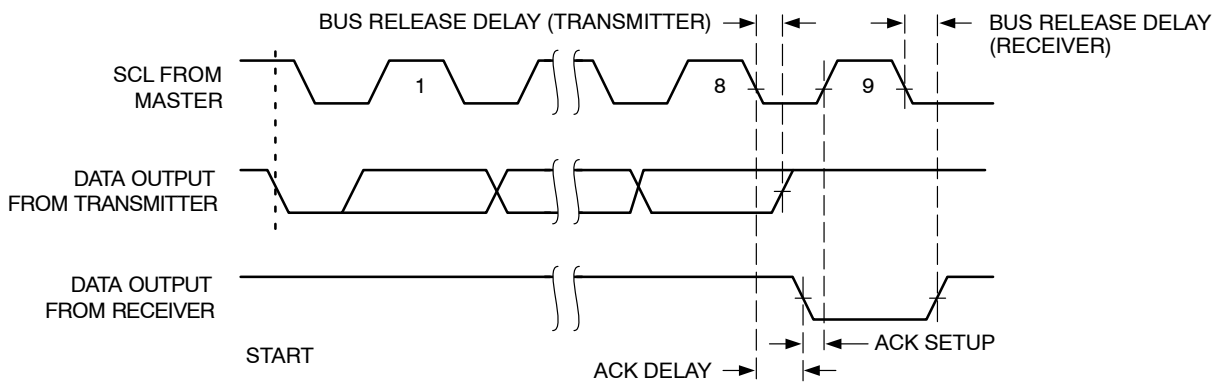 BUS RELEASE DELAY (TRANSMITTER)
BUS RELEASE DELAY
(RECEIVER)
SCL FROM
MASTER
1
8
9
DATA OUTPUT
FROM TRANSMITTER
DATA OUTPUT
FROM RECEIVER
START
ACK SETUP
ACK DELAY